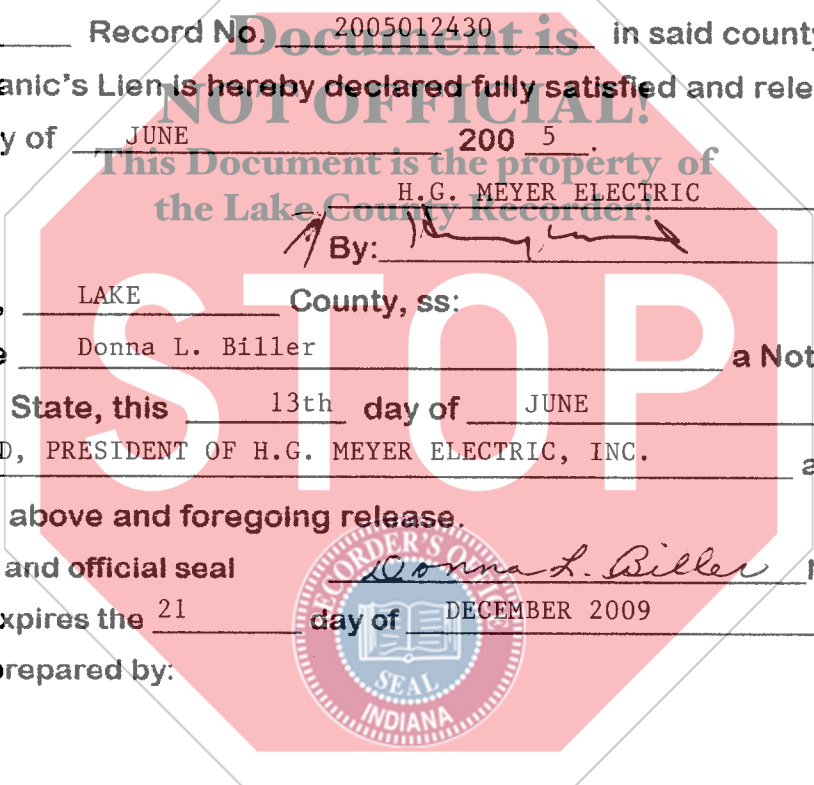 Record No. 2005012430 in said county
Document is
anic's Lien is hereby declared fully satisfied and rele
NOT OFFICIAL!
y of JUNE 200 5.
This Document is the property of
H.G. MEYER ELECTRIC
the Lake County Recorder!
By:
, LAKE County, ss:
e Donna L. Biller a Not
STOP
State, this 13th day of JUNE
D, PRESIDENT OF H.G. MEYER ELECTRIC, INC. a
above and foregoing release.
and official seal Donna L. Biller N
xpires the 21 day of DECEMBER 2009
prepared by:
RECORDER'S OFFICE
SEAL
INDIANA